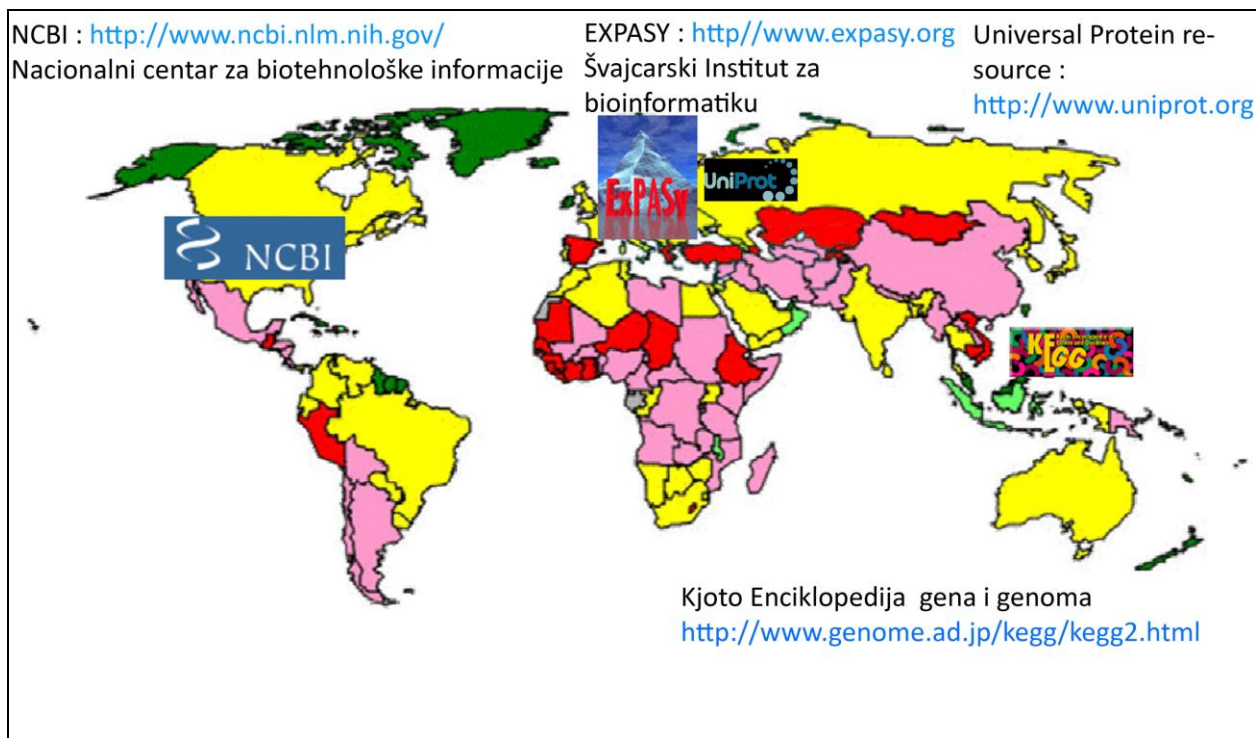 NCBI : http://www.ncbi.nlm.nih.gov/
Nacionalni centar za biotehnološke informacije
EXPASY : http//www.expasy.org
Švajcarski Institut za
bioinformatiku
Universal Protein re-
source :
http://www.uniprot.org
ExPASy
UniProt
NCBI
KEGG
Kjoto Enciklopedija gena i genoma
http://www.genome.ad.jp/kegg/kegg2.html